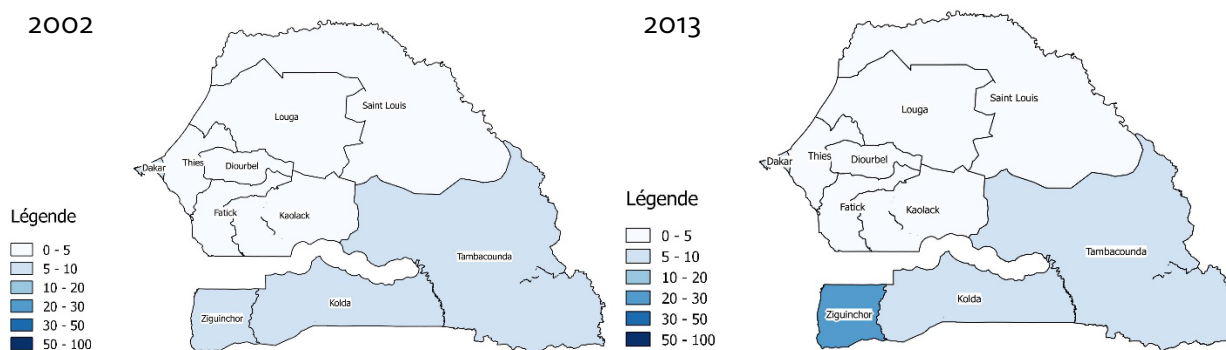 2002
Saint Louis
Louga
Dakar
Thies
Diourbel
Fatick
Kaolack
Tambacounda
Kolda
Ziguinchor
Légende
0 - 5
5 - 10
10 - 20
20 - 30
30 - 50
50 - 100
2013
Saint Louis
Louga
Dakar
Thies
Diourbel
Fatick
Kaolack
Tambacounda
Kolda
Ziguinchor
Légende
0 - 5
5 - 10
10 - 20
20 - 30
30 - 50
50 - 100